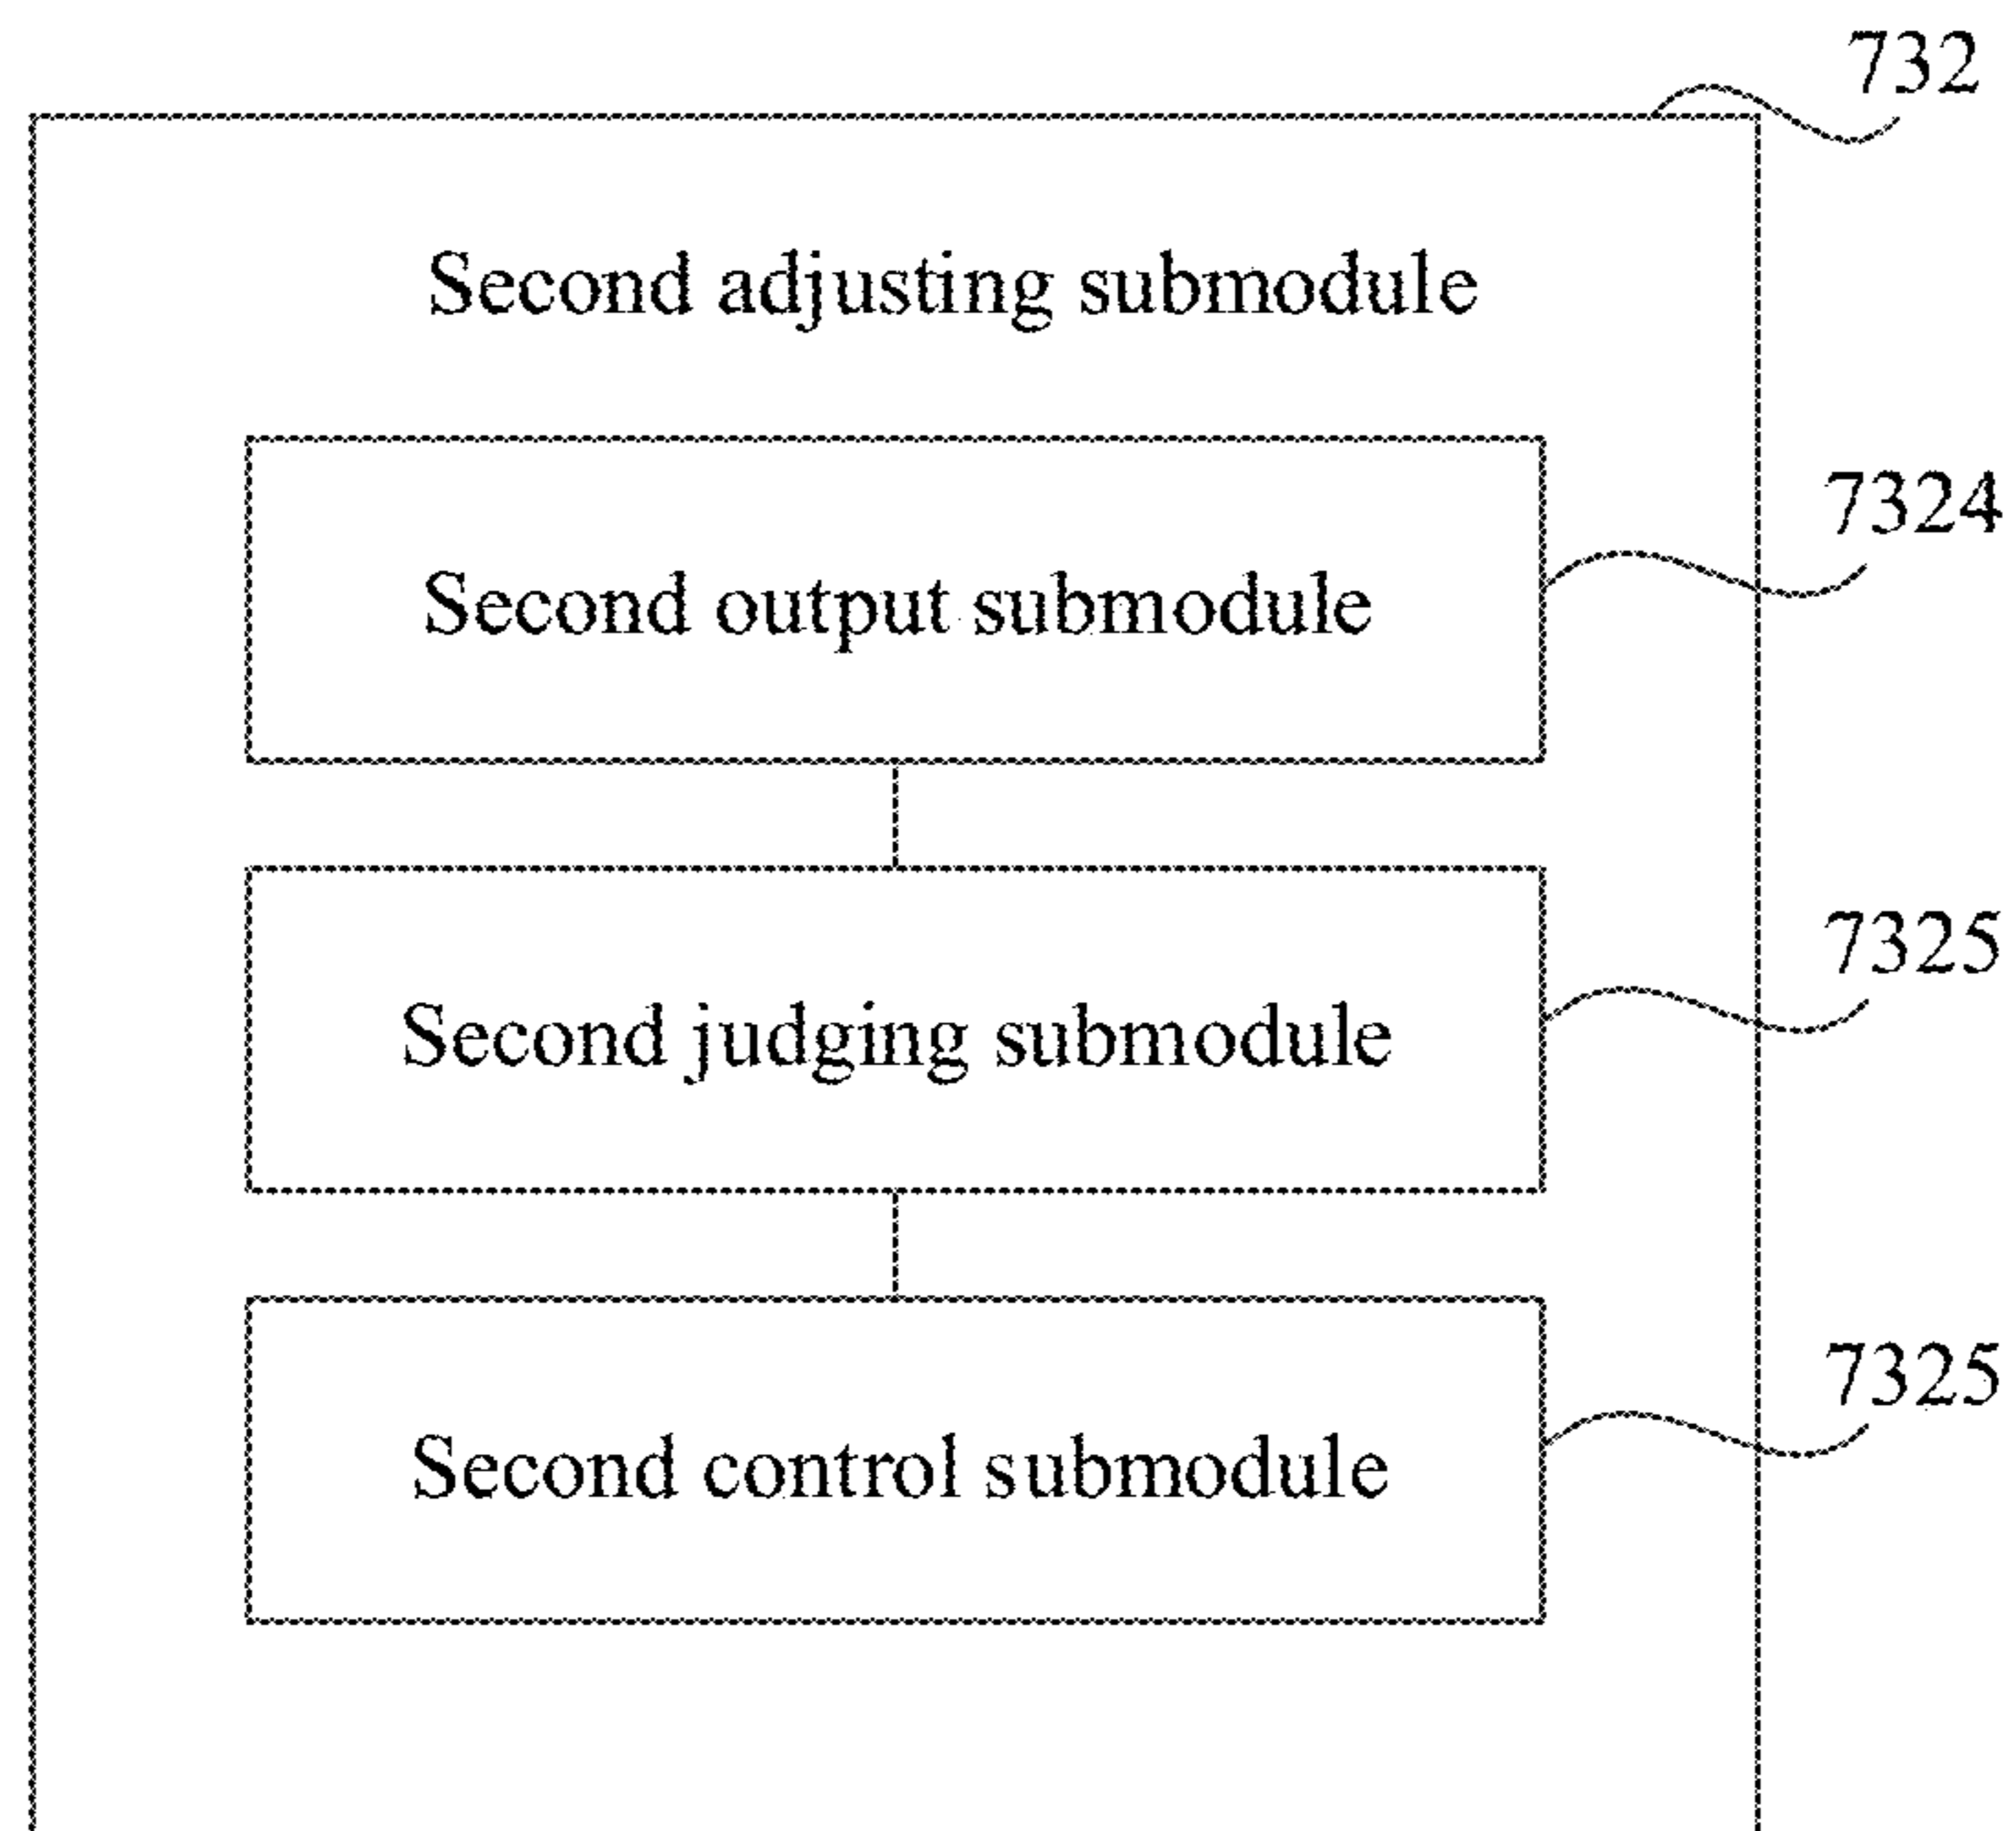 732
Second adjusting submodule
7324
Second output submodule
7325
Second judging submodule
7325
Second control submodule